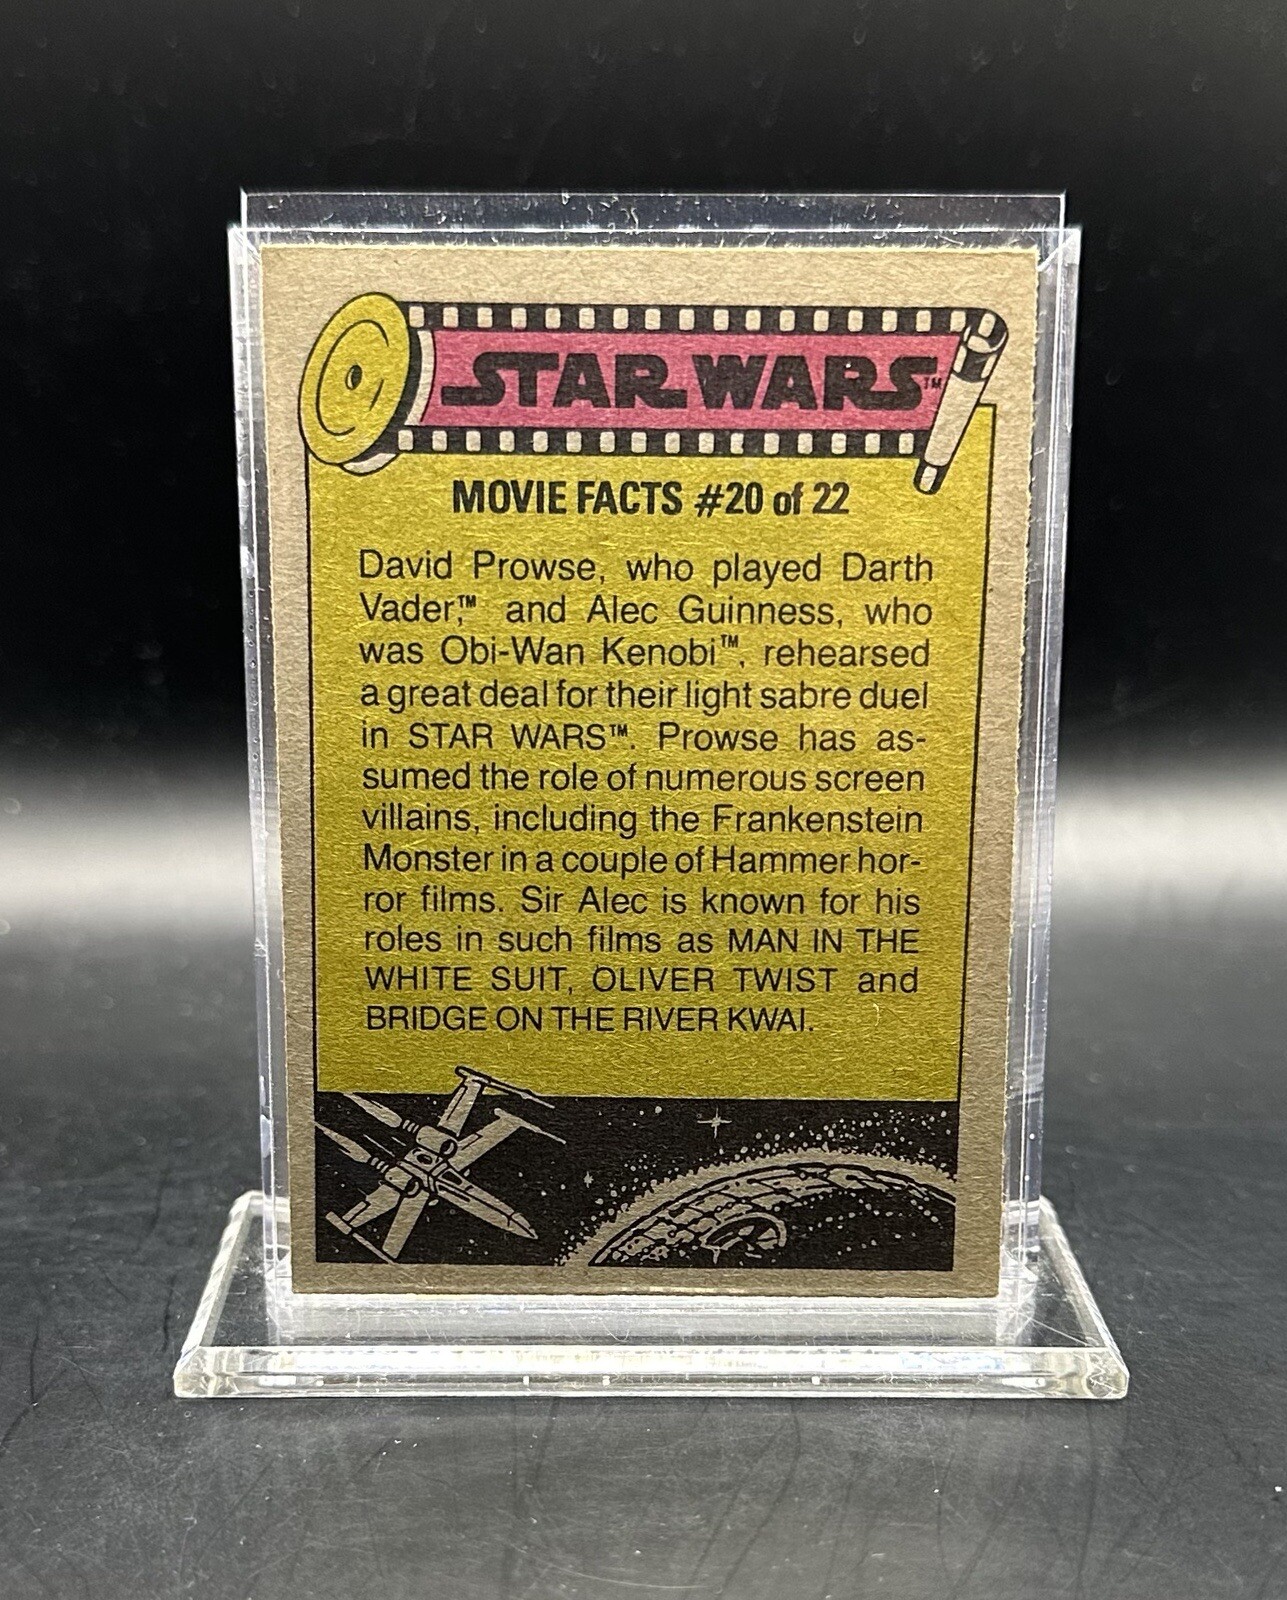 STAR WARS™
MOVIE FACTS #20 of 22
David Prowse, who played Darth
Vader,™ and Alec Guinness, who
was Obi-Wan Kenobi™, rehearsed
a great deal for their light sabre duel
in STAR WARS™. Prowse has as-
sumed the role of numerous screen
villains, including the Frankenstein
Monster in a couple of Hammer hor-
ror films. Sir Alec is known for his
roles in such films as MAN IN THE
WHITE SUIT, OLIVER TWIST and
BRIDGE ON THE RIVER KWAI.